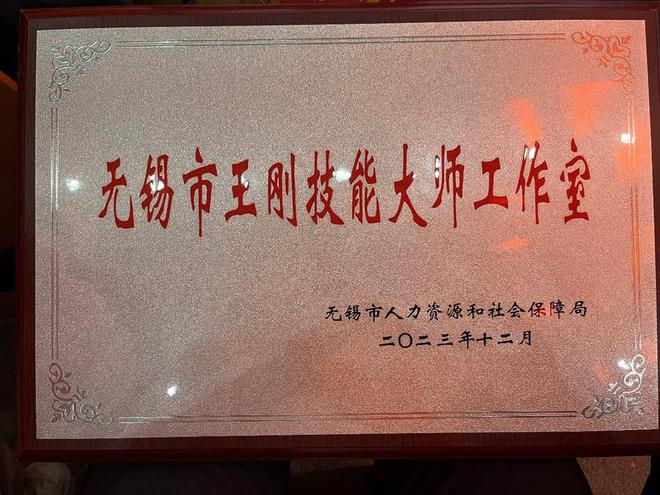 无锡市王刚技能大师工作室
无锡市人力资源和社会保障局
二〇二三年十二月